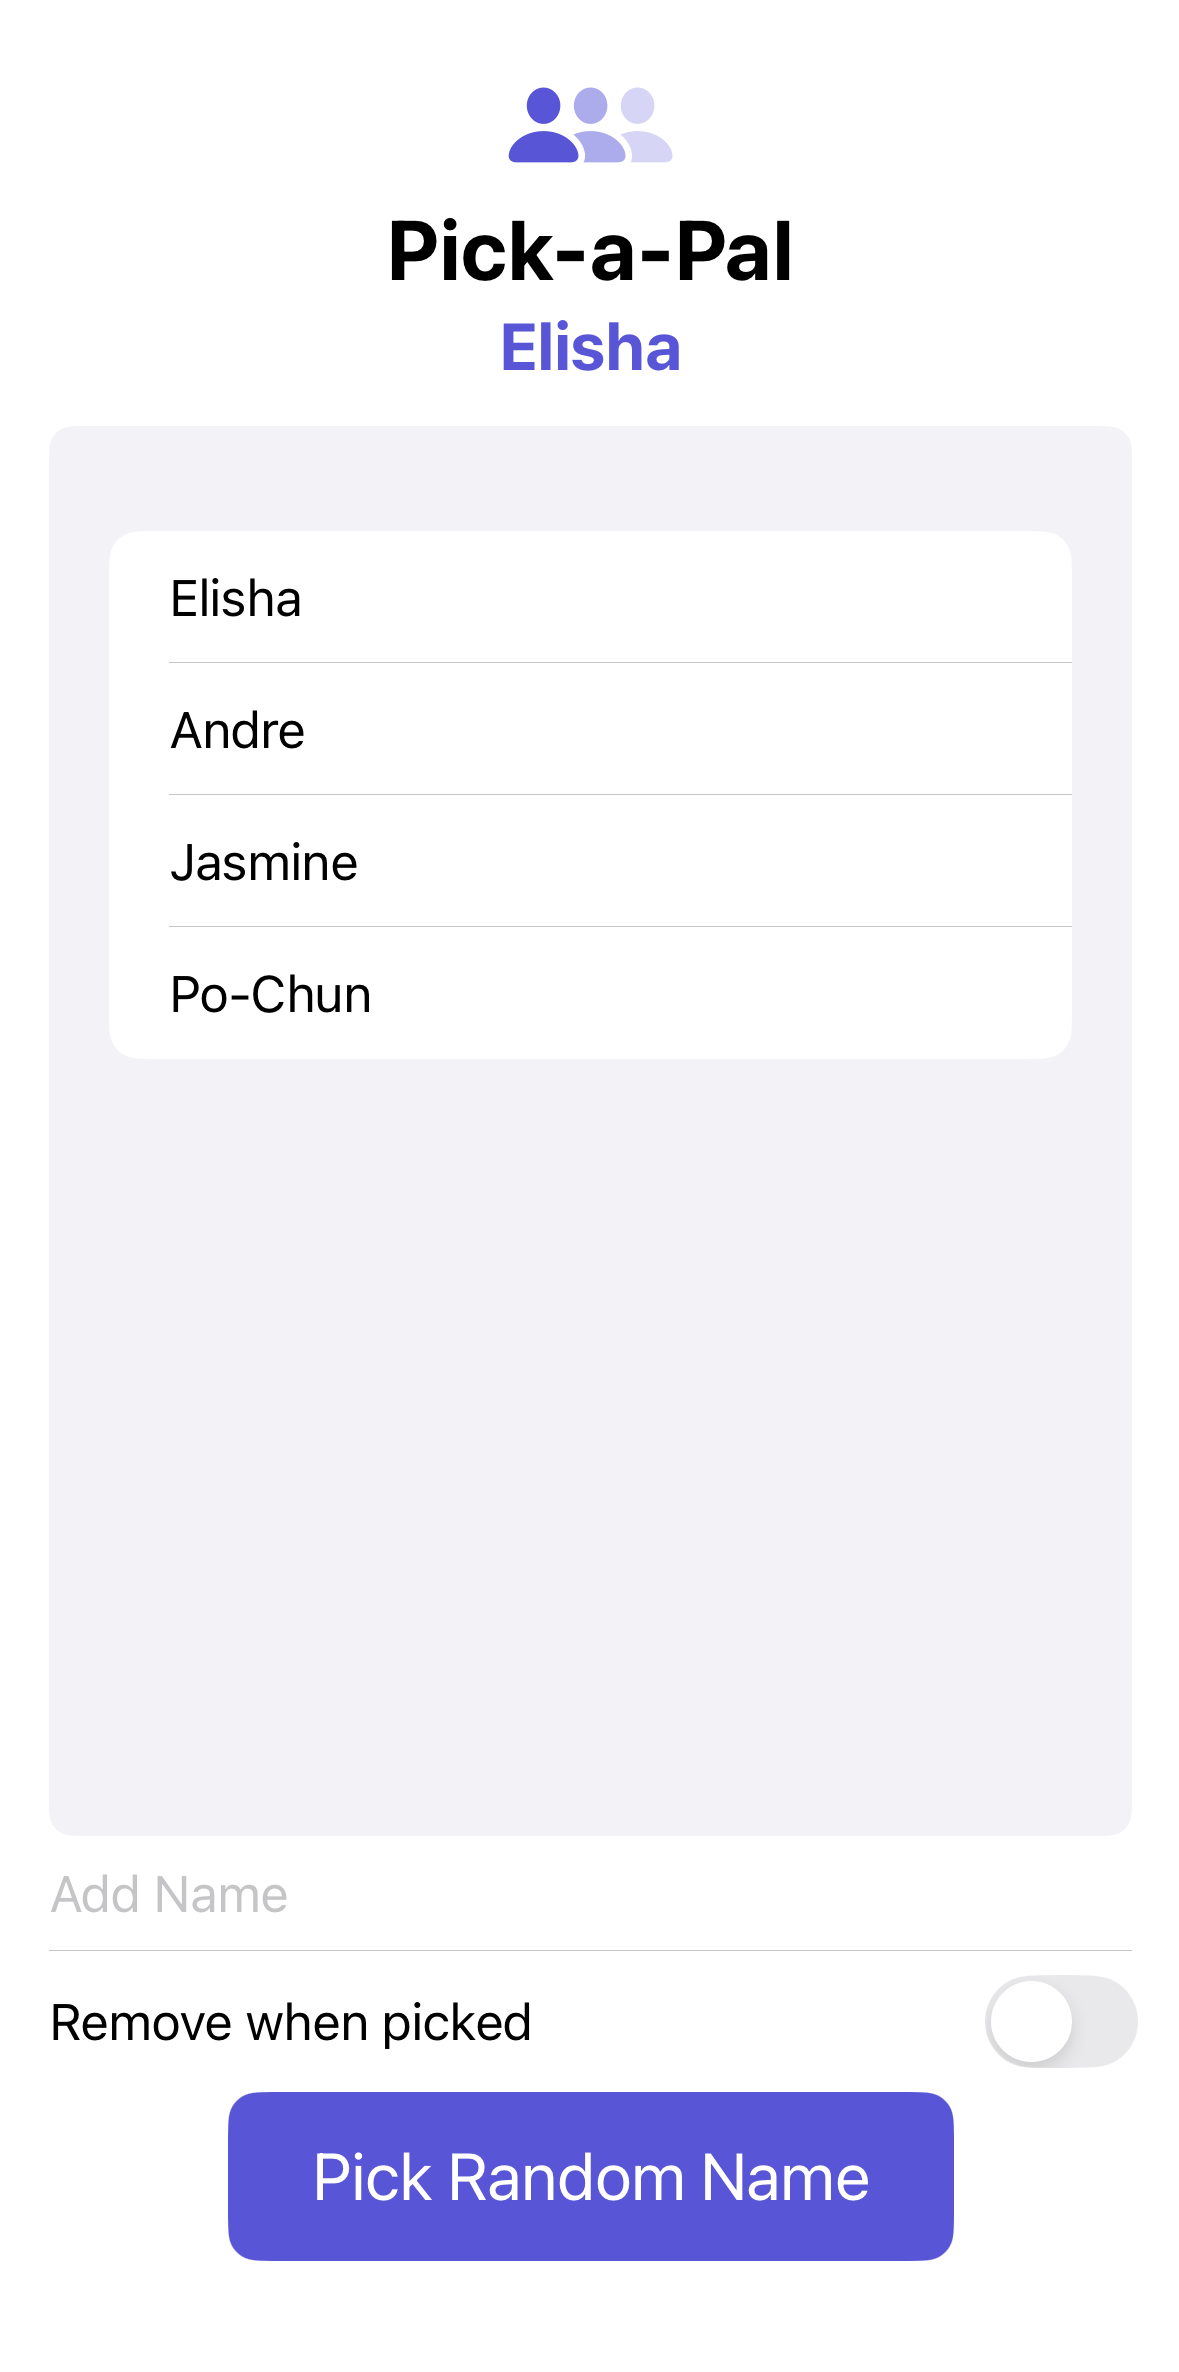 Pick-a-Pal
Elisha
Elisha
Andre
Jasmine
Po-Chun
Add Name
Remove when picked
Pick Random Name